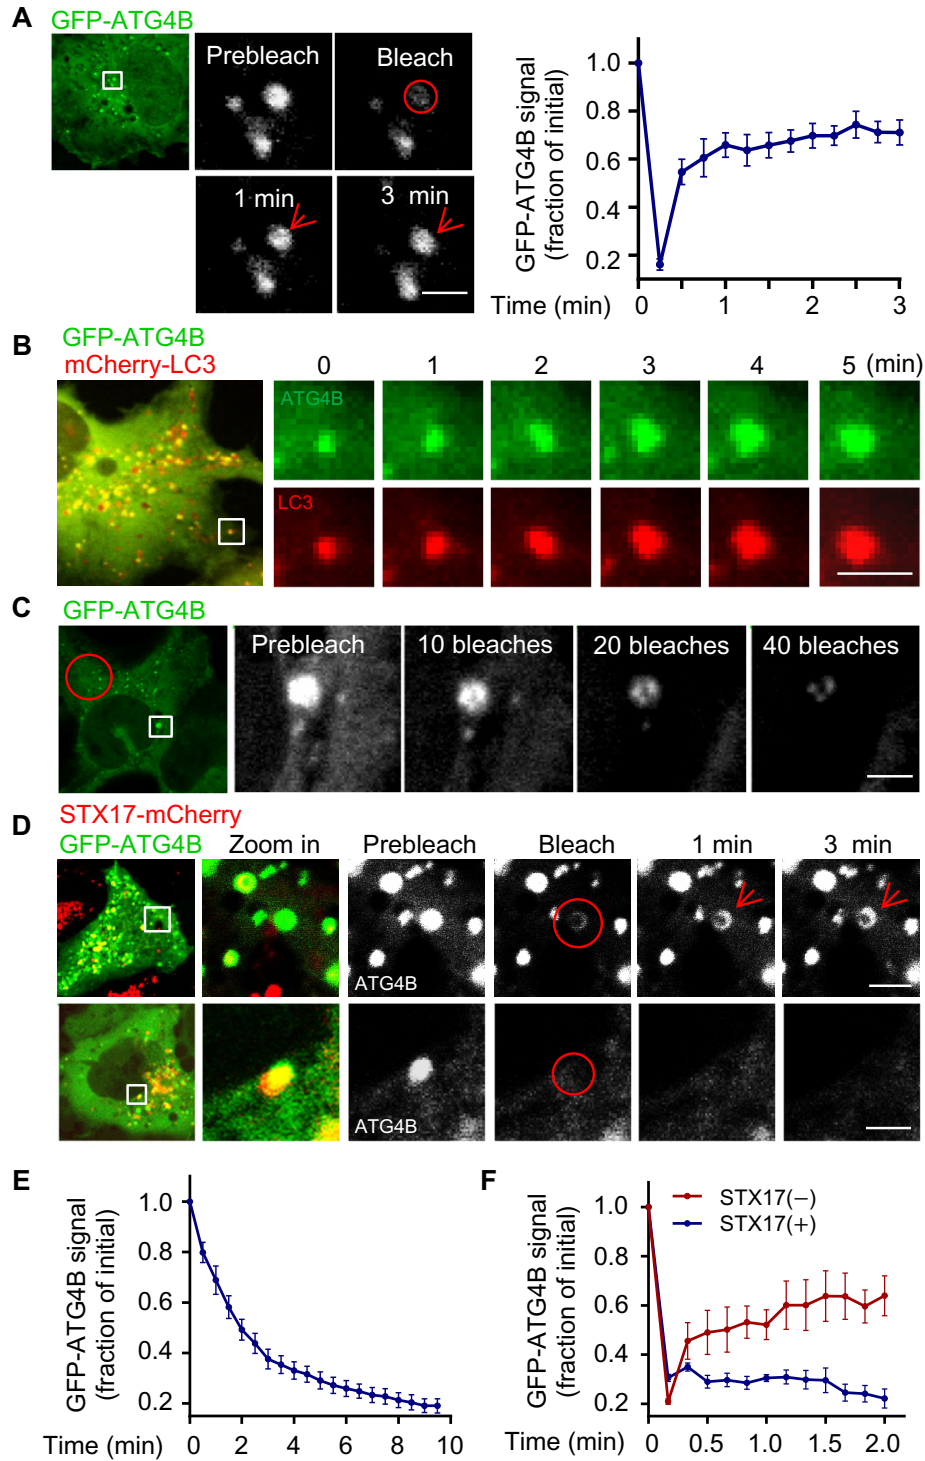 A
GFP-ATG4B
Prebleach
Bleach
1 min
3 min
GFP-ATG4B signal
(fraction of initial)
1.0
0.8
0.6
0.4
0.2
Time (min)
0 1 2 3
B
GFP-ATG4B
mCherry-LC3
0 1 2 3 4 5 (min)
ATG4B
LC3
C
GFP-ATG4B
Prebleach
10 bleaches
20 bleaches
40 bleaches
D
STX17-mCherry
GFP-ATG4B
Zoom in
Prebleach
Bleach
1 min
3 min
ATG4B
ATG4B
E
GFP-ATG4B signal
(fraction of initial)
1.0
0.8
0.6
0.4
0.2
Time (min)
0 2 4 6 8 10
F
STX17(−)
STX17(+)
GFP-ATG4B signal
(fraction of initial)
1.0
0.8
0.6
0.4
0.2
Time (min)
0 0.5 1.0 1.5 2.0